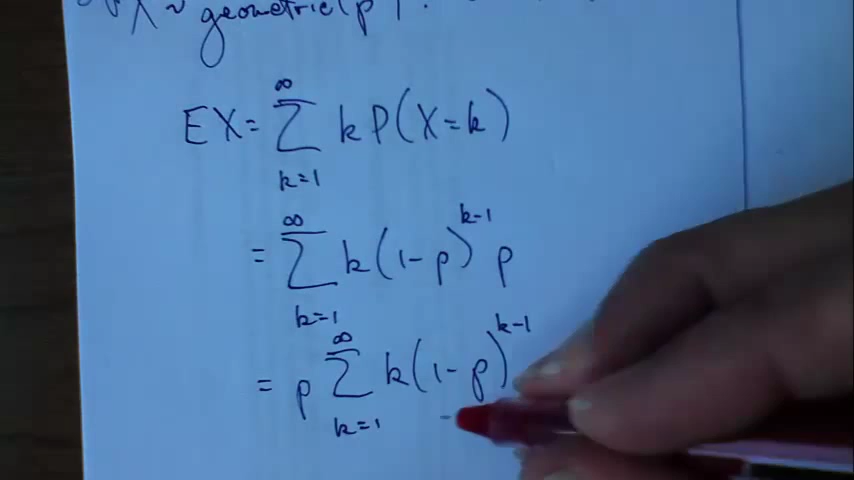 X ~ geometric(p).
EX = ∑_{k=1}^{∞} k P(X=k)
= ∑_{k=1}^{∞} k(1-p)^{k-1} p
= p ∑_{k=1}^{∞} k(1-p)^{k-1}